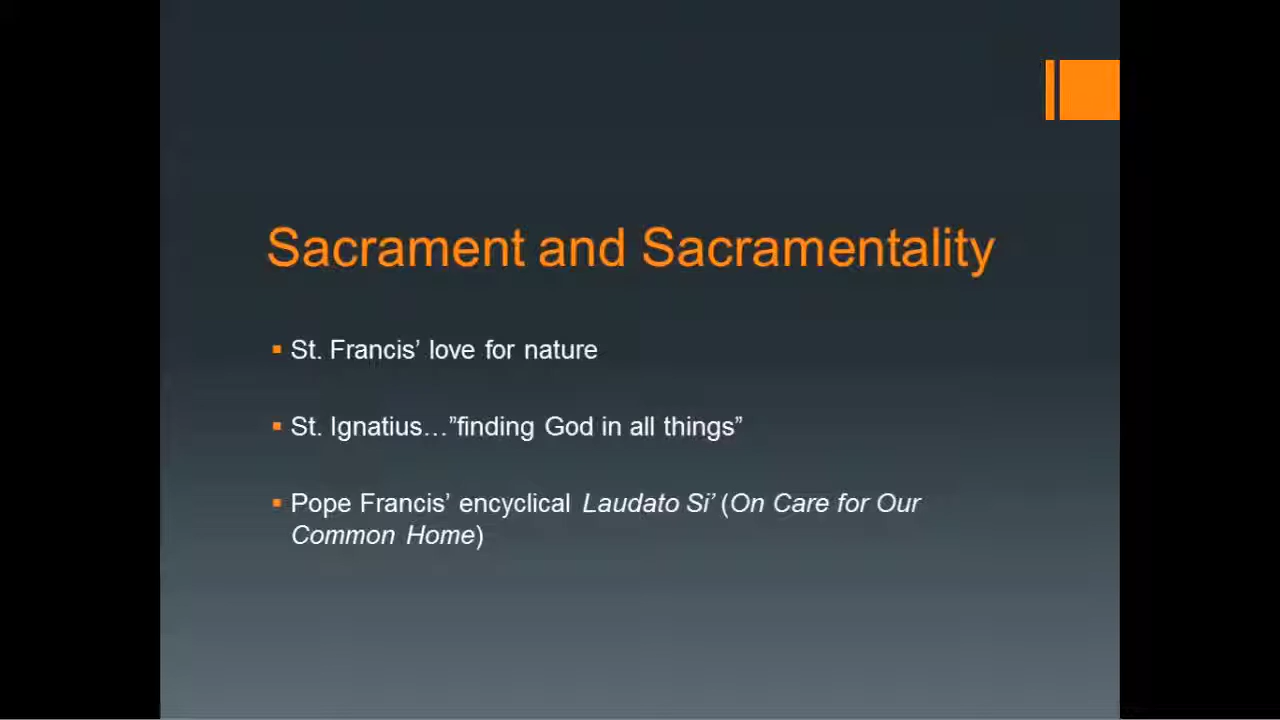 Sacrament and Sacramentality
▪ St. Francis’ love for nature
▪ St. Ignatius…”finding God in all things”
▪ Pope Francis’ encyclical Laudato Si’ (On Care for Our
Common Home)